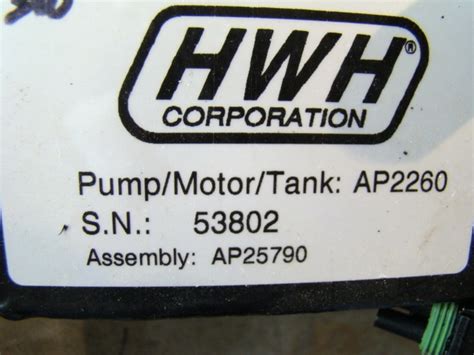 HWH®
CORPORATION
Pump/Motor/Tank: AP2260
S.N.: 53802
Assembly: AP25790